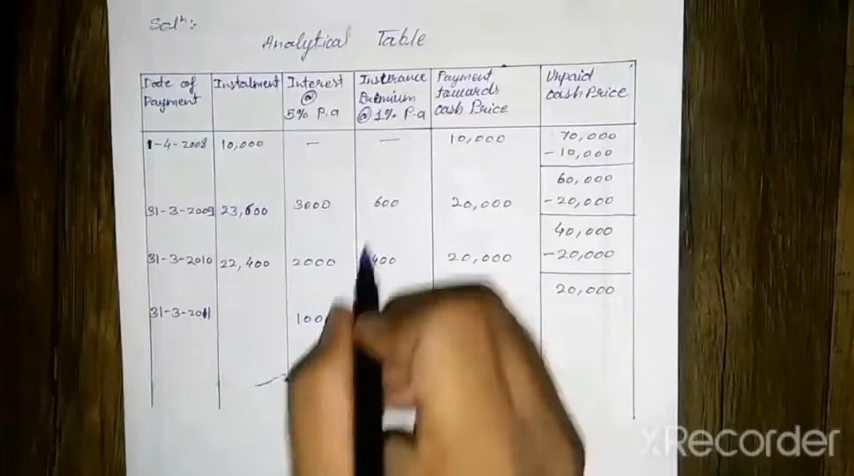 Solⁿ:
Analytical Table
Date of Payment | Instalment | Interest @ 5% P.a | Insurance Premium @ 1% P.a | Payment towards cash Price | Unpaid cash Price
1-4-2008 | 10,000 | — | — | 10,000 | 70,000
- 10,000
60,000
31-3-2009 | 23,600 | 3000 | 600 | 20,000 | - 20,000
40,000
31-3-2010 | 22,400 | 2000 | 400 | 20,000 | - 20,000
20,000
31-3-2011
XRecorder